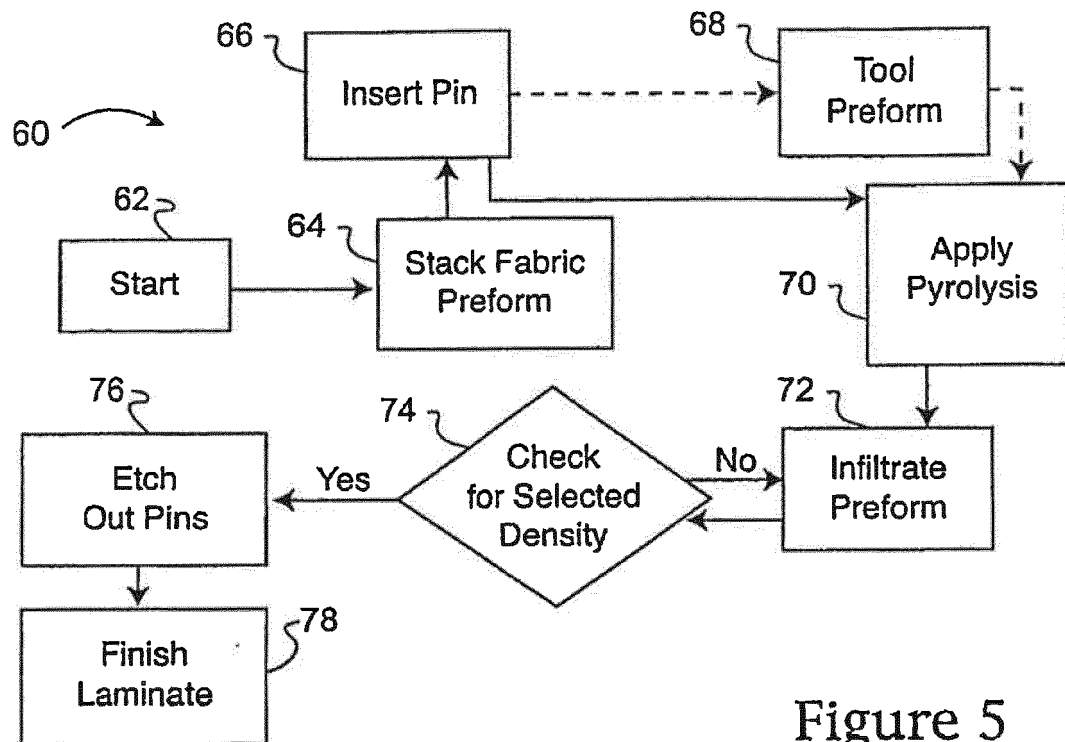 66
Insert Pin
68
Tool
Preform
60
62
Start
64
Stack Fabric
Preform
70
Apply
Pyrolysis
72
Infiltrate
Preform
74
Check
for Selected
Density
No
Yes
76
Etch
Out Pins
78
Finish
Laminate
Figure 5